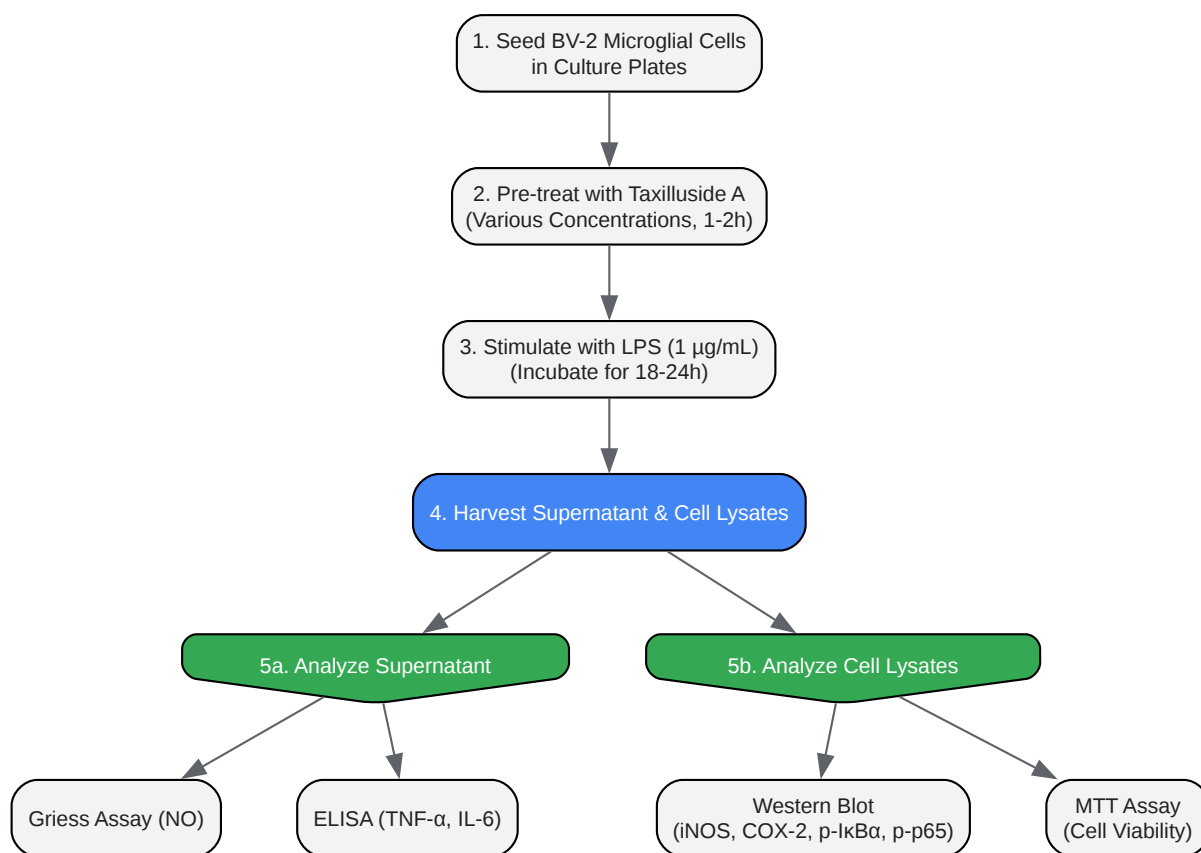 1. Seed BV-2 Microglial Cells
in Culture Plates
2. Pre-treat with Taxilluside A
(Various Concentrations, 1-2h)
3. Stimulate with LPS (1 µg/mL)
(Incubate for 18-24h)
4. Harvest Supernatant & Cell Lysates
5a. Analyze Supernatant
5b. Analyze Cell Lysates
Griess Assay (NO)
ELISA (TNF-α, IL-6)
Western Blot
(iNOS, COX-2, p-IκBα, p-p65)
MTT Assay
(Cell Viability)